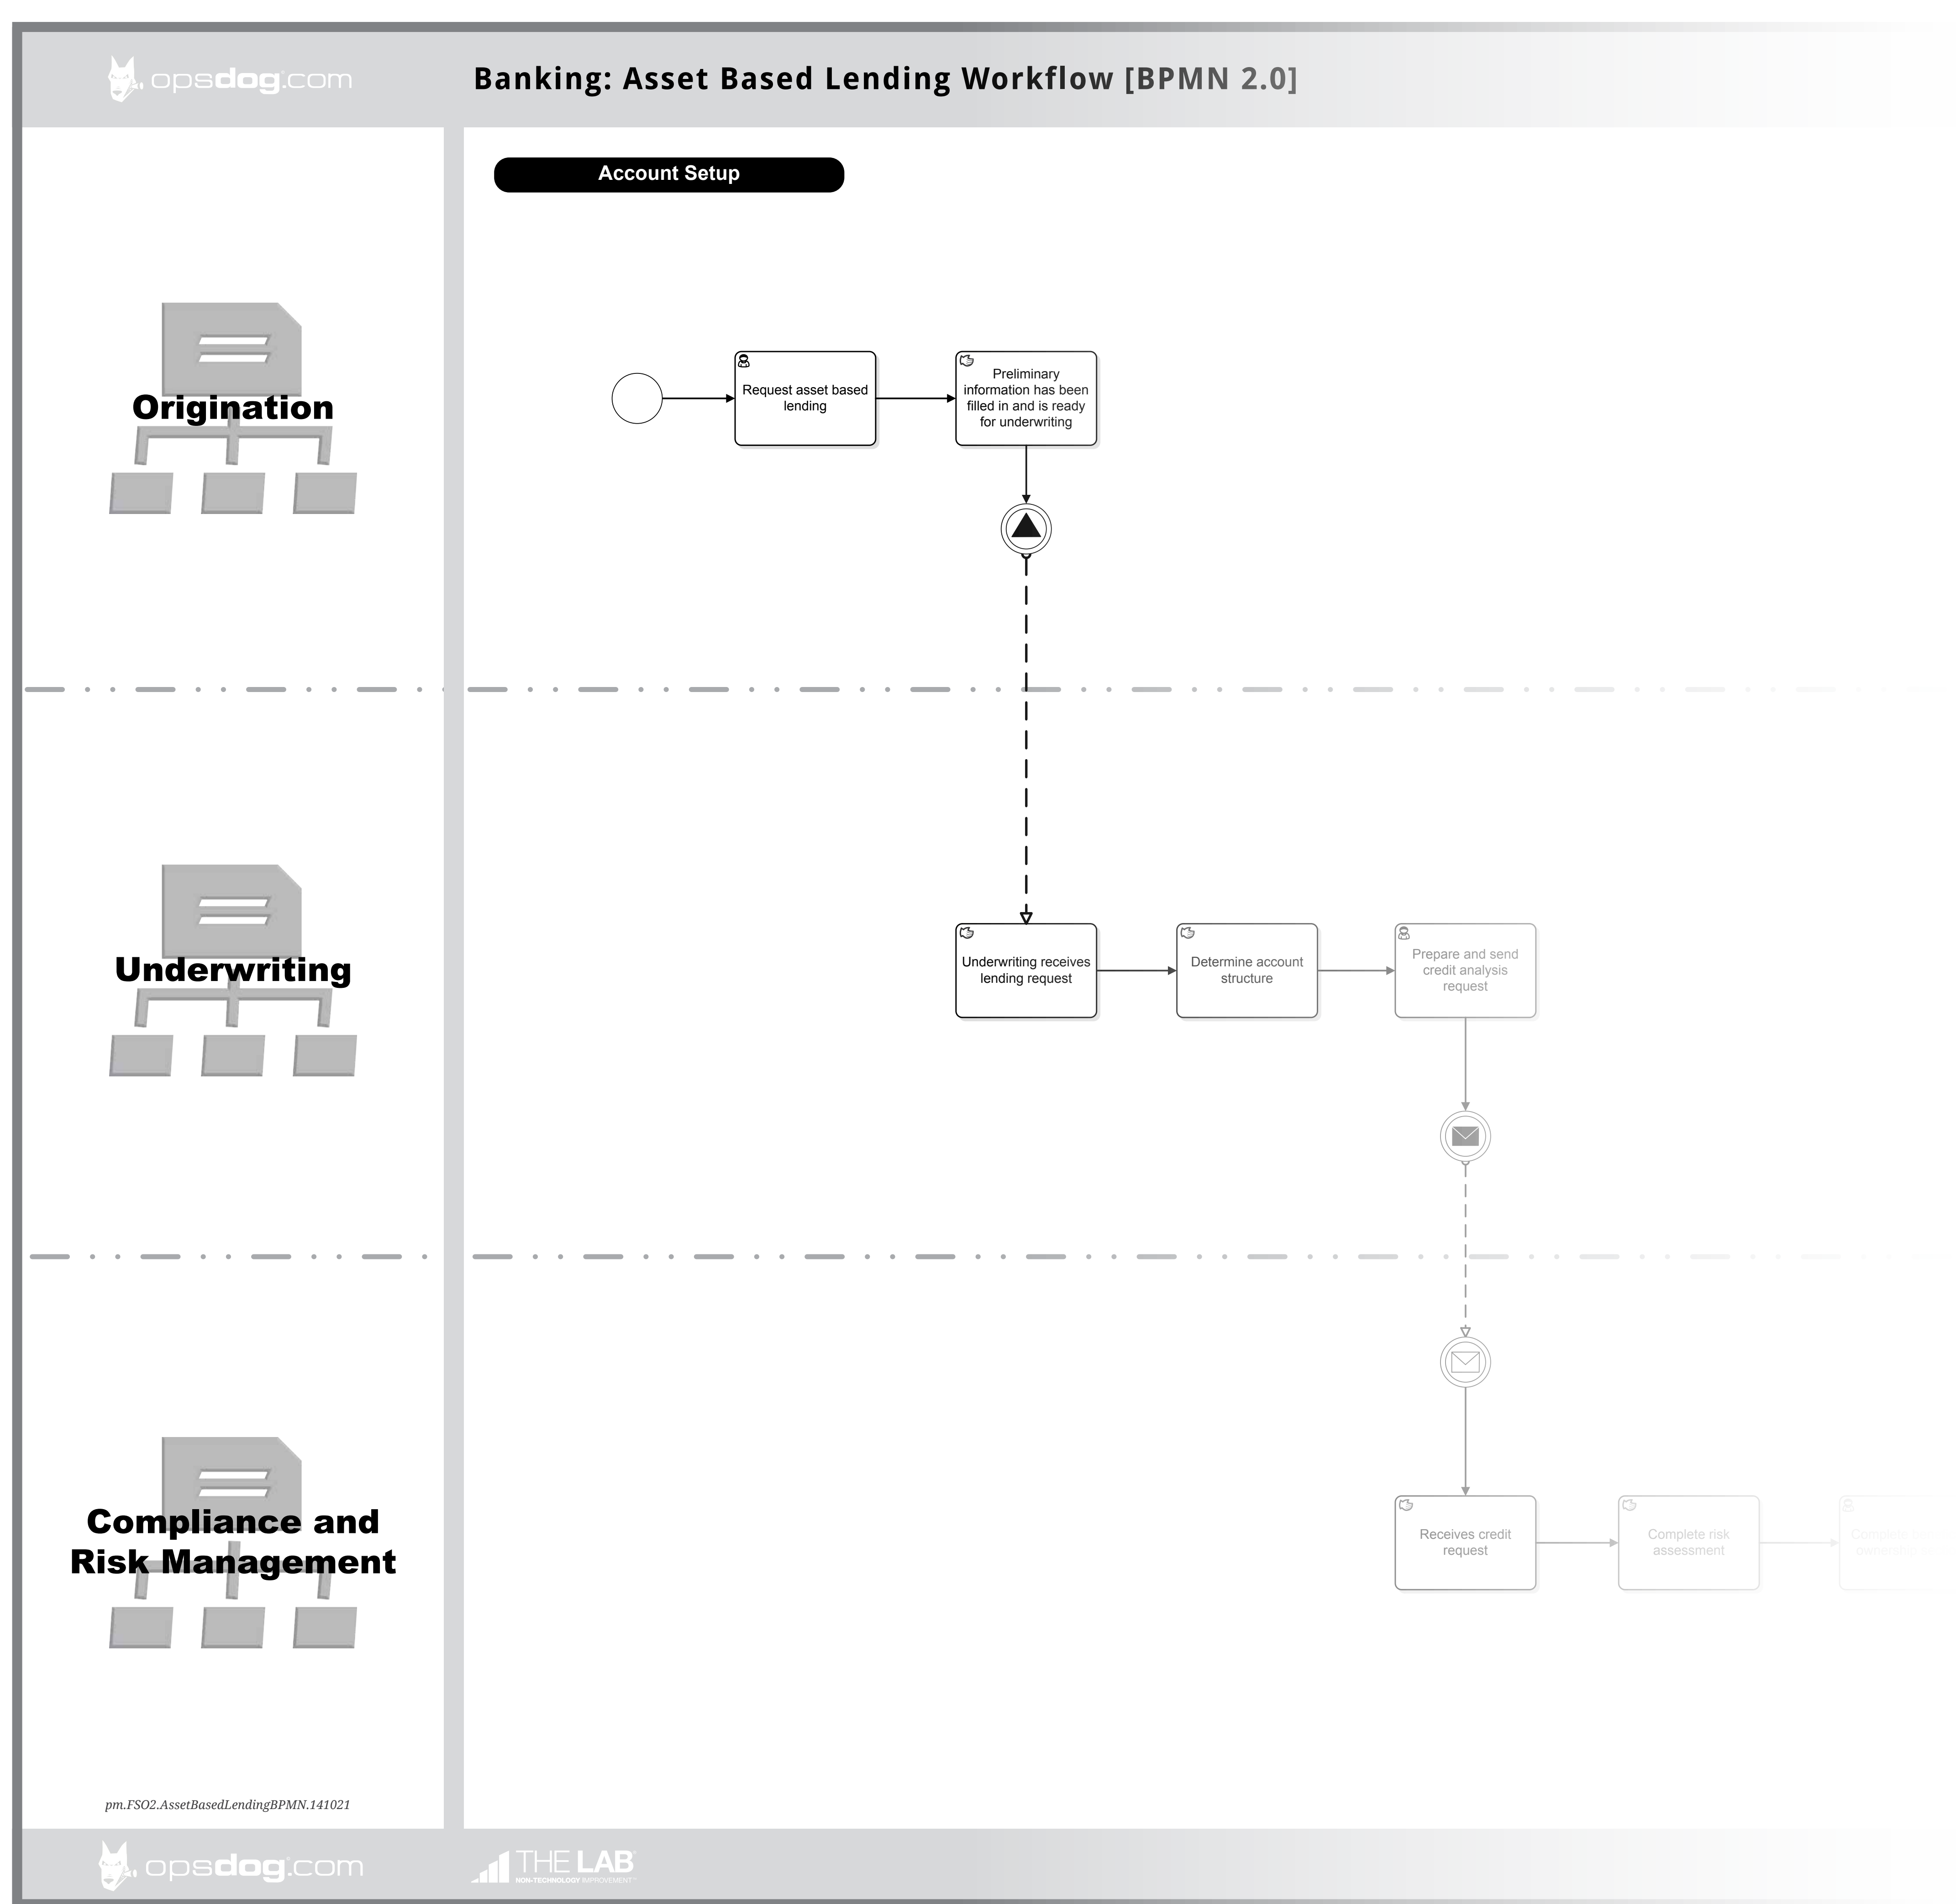 opsdog.com
Banking: Asset Based Lending Workflow [BPMN 2.0]
Account Setup
Origination
Request asset based
lending
Preliminary
information has been
filled in and is ready
for underwriting
Underwriting
Underwriting receives
lending request
Determine account
structure
Prepare and send
credit analysis
request
Compliance and
Risk Management
Receives credit
request
Complete risk
assessment
pm.FSO2.AssetBasedLendingBPMN.141021
opsdog.com
THE LAB
NON-TECHNOLOGY IMPROVEMENT